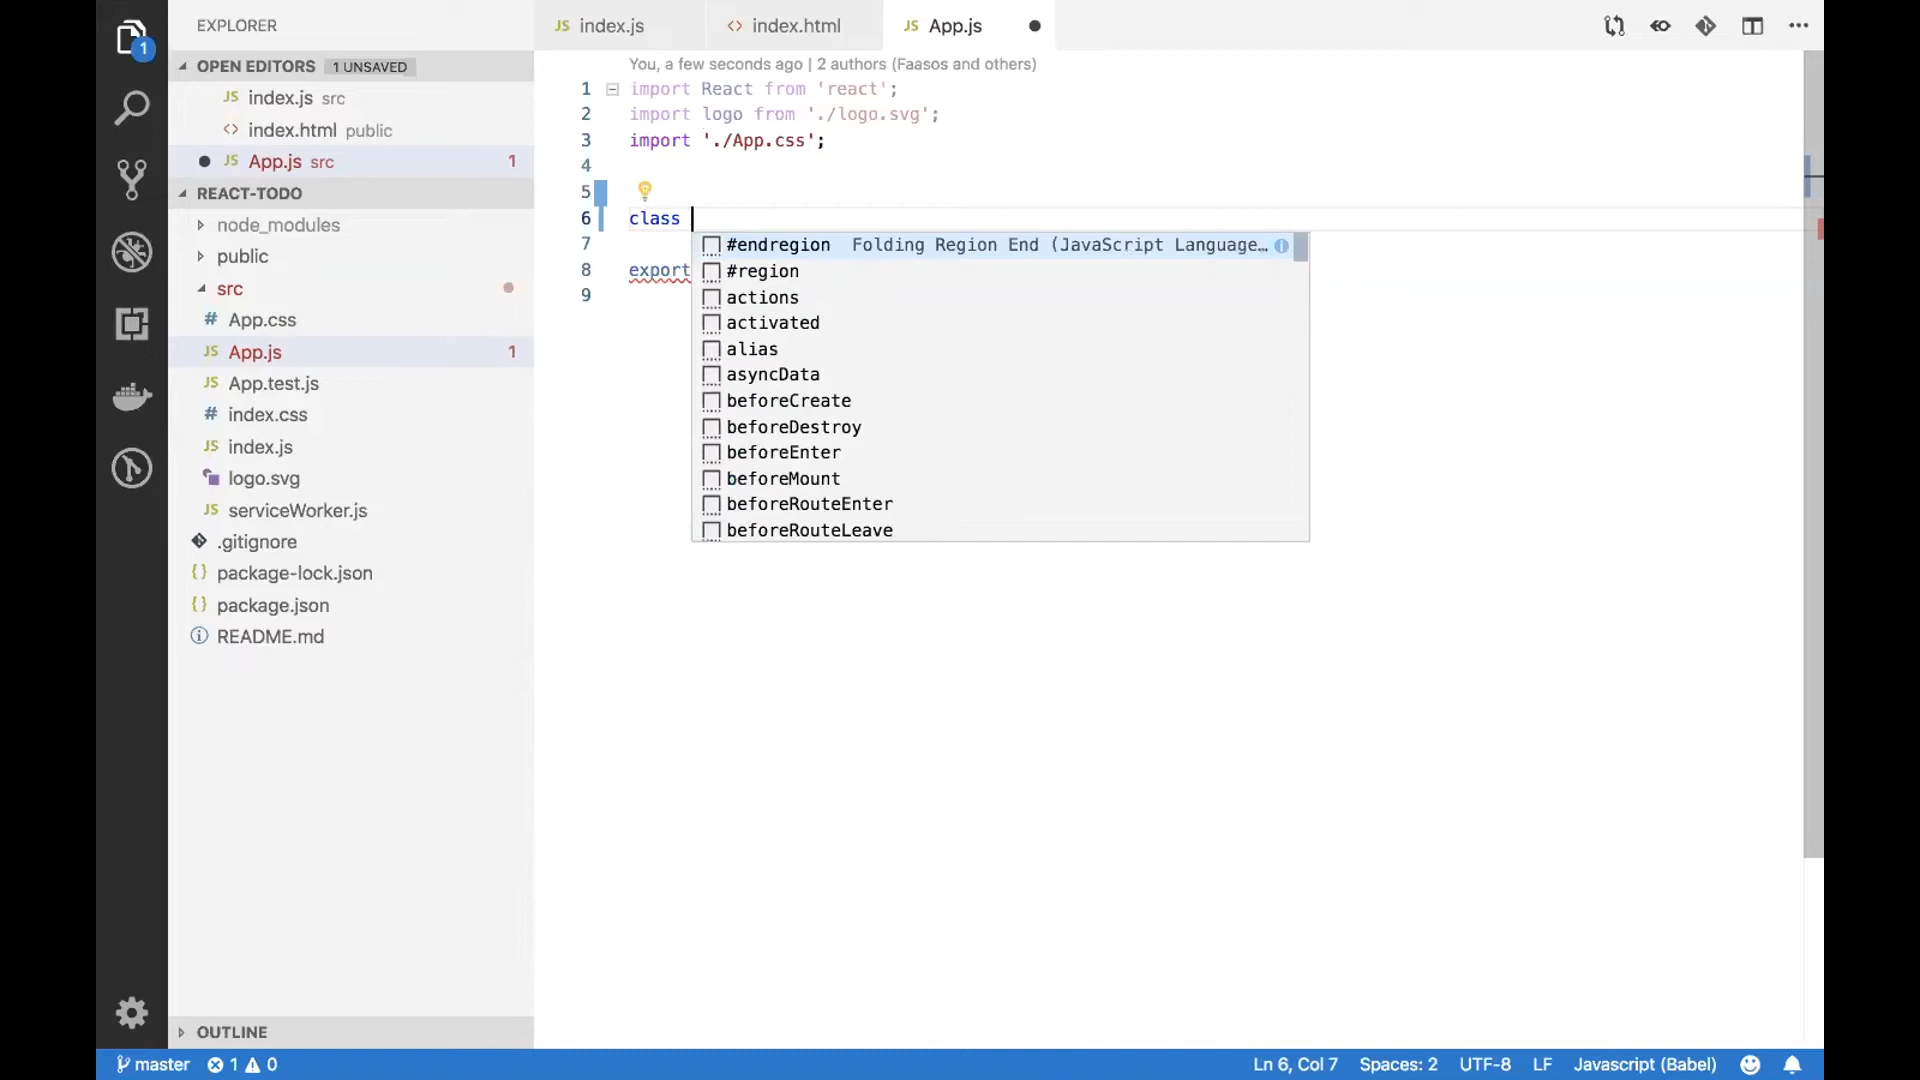 EXPLORER
JS index.js
<> index.html
JS App.js
1
OPEN EDITORS 1 UNSAVED
JS index.js src
<> index.html public
JS App.js src 1
REACT-TODO
node_modules
public
src
# App.css
JS App.js 1
JS App.test.js
# index.css
JS index.js
logo.svg
JS serviceWorker.js
.gitignore
{} package-lock.json
{} package.json
README.md
OUTLINE
You, a few seconds ago | 2 authors (Faasos and others)
1 import React from 'react';
2 import logo from './logo.svg';
3 import './App.css';
4
5
6 class
7
8 export
9
#endregion Folding Region End (JavaScript Language…
#region
actions
activated
alias
asyncData
beforeCreate
beforeDestroy
beforeEnter
beforeMount
beforeRouteEnter
beforeRouteLeave
master 1 0 Ln 6, Col 7 Spaces: 2 UTF-8 LF Javascript (Babel)